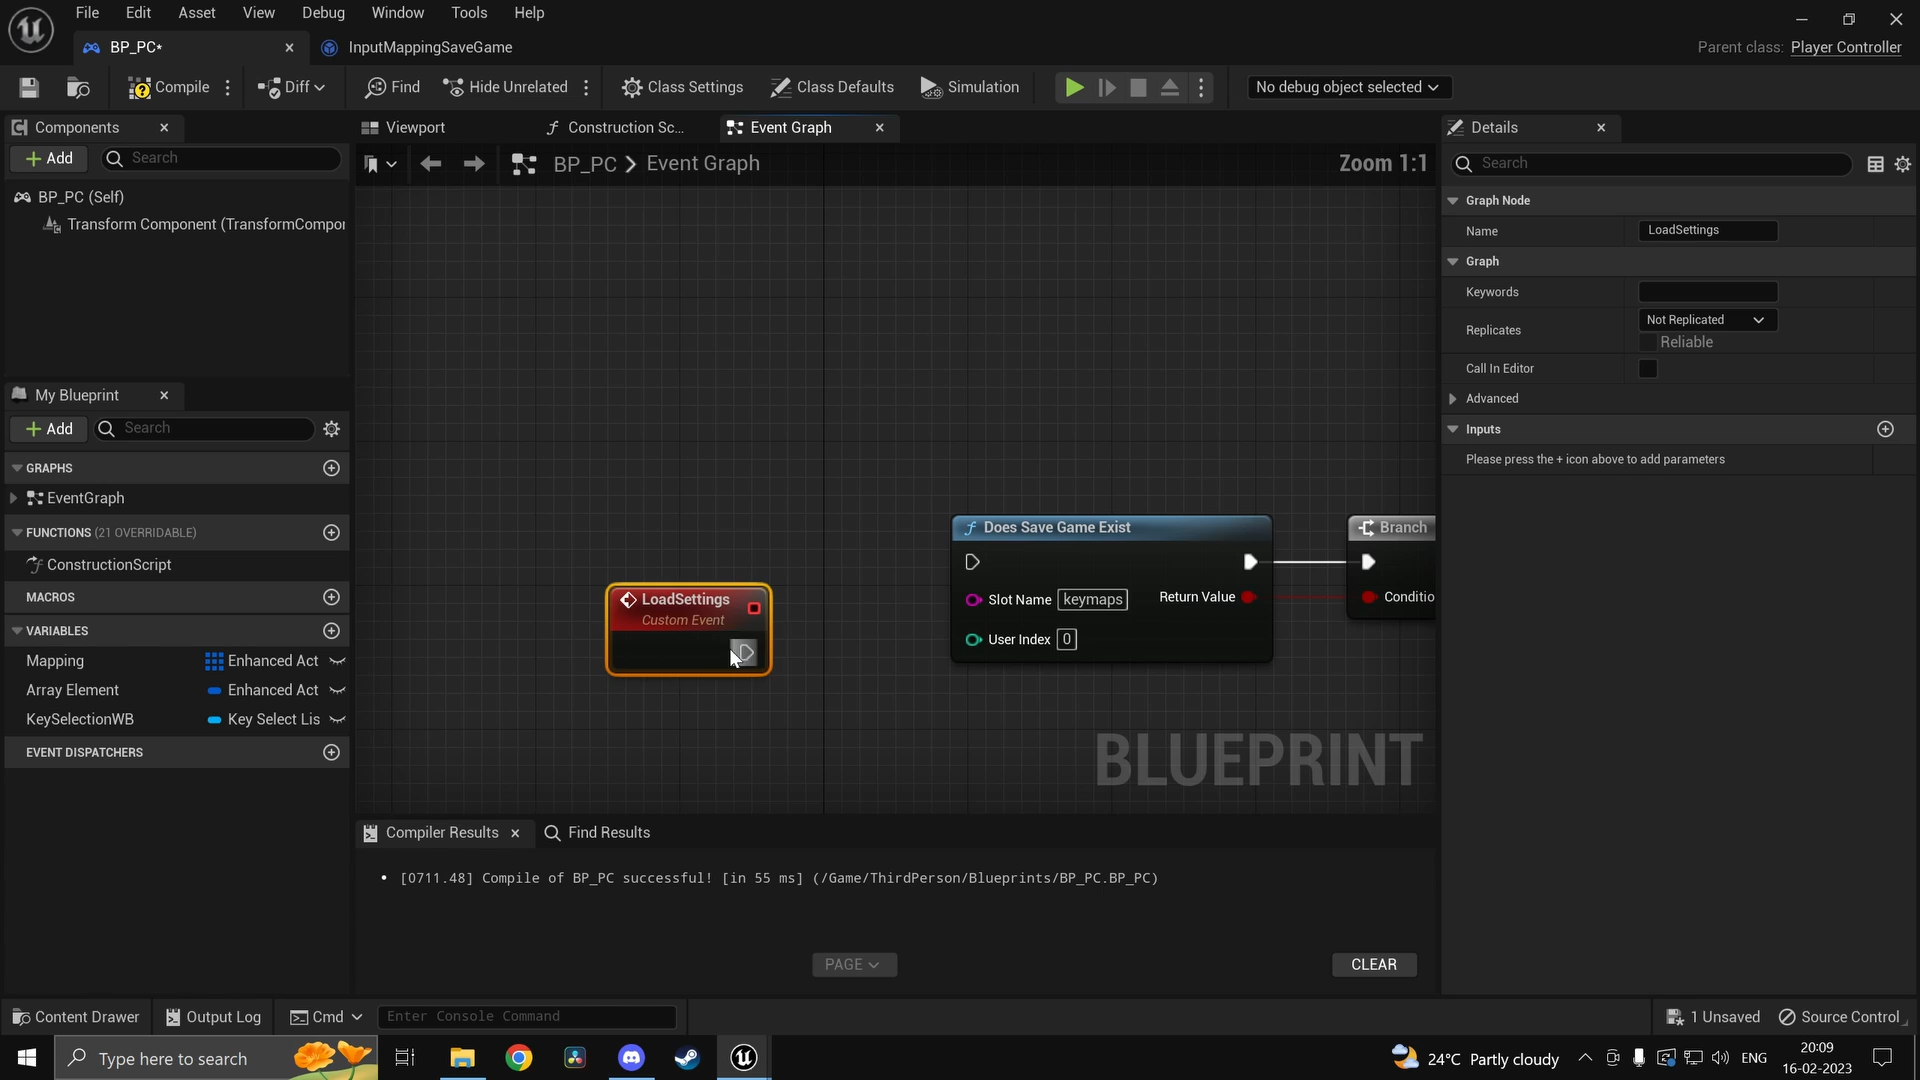 File Edit Asset View Debug Window Tools Help
BP_PC* InputMappingSaveGame Parent class: Player Controller
Compile Diff Find Hide Unrelated Class Settings Class Defaults Simulation No debug object selected
Components
Add Search
BP_PC (Self)
Transform Component (TransformCompor
My Blueprint
Add Search
GRAPHS
EventGraph
FUNCTIONS (21 OVERRIDABLE)
ConstructionScript
MACROS
VARIABLES
Mapping Enhanced Act
Array Element Enhanced Act
KeySelectionWB Key Select Lis
EVENT DISPATCHERS
Viewport Construction Sc... Event Graph
BP_PC > Event Graph Zoom 1:1
LoadSettings
Custom Event
Does Save Game Exist
Slot Name keymaps Return Value
User Index 0
Branch
Conditio
BLUEPRINT
Compiler Results Find Results
• [0711.48] Compile of BP_PC successful! [in 55 ms] (/Game/ThirdPerson/Blueprints/BP_PC.BP_PC)
PAGE CLEAR
Details
Search
Graph Node
Name LoadSettings
Graph
Keywords
Replicates Not Replicated
Reliable
Call In Editor
Advanced
Inputs
Please press the + icon above to add parameters
Content Drawer Output Log Cmd Enter Console Command 1 Unsaved Source Control
Type here to search 24°C Partly cloudy ENG 20:09
16-02-2023